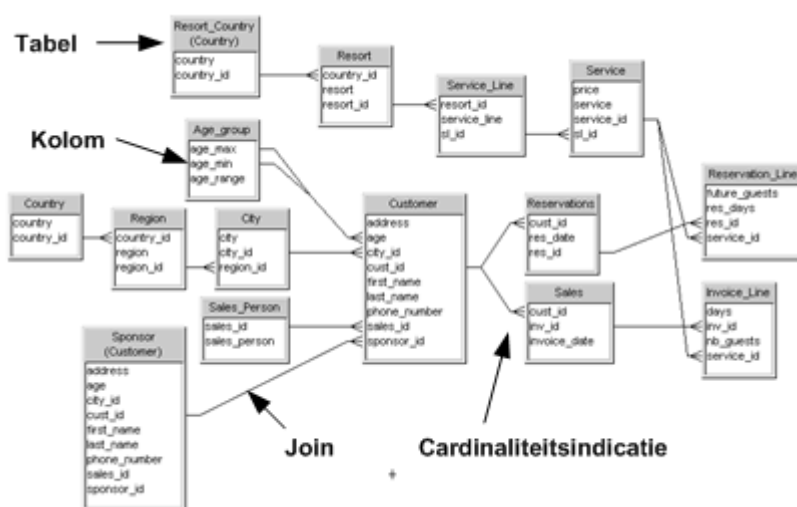 Tabel
Resort_Country
(Country)
country
country_id
Resort
country_id
resort
resort_id
Service_Line
resort_id
service_line
sl_id
Service
price
service
service_id
sl_id
Kolom
Age_group
age_max
age_min
age_range
Country
country
country_id
Region
country_id
region
region_id
City
city
city_id
region_id
Customer
address
age
city_id
cust_id
first_name
last_name
phone_number
sales_id
sponsor_id
Reservations
cust_id
res_date
res_id
Reservation_Line
future_guests
res_days
res_id
service_id
Sales_Person
sales_id
sales_person
Sales
cust_id
inv_id
invoice_date
Invoice_Line
days
inv_id
nb_guests
service_id
Sponsor
(Customer)
address
age
city_id
cust_id
first_name
last_name
phone_number
sales_id
sponsor_id
Join
Cardinaliteitsindicatie
+